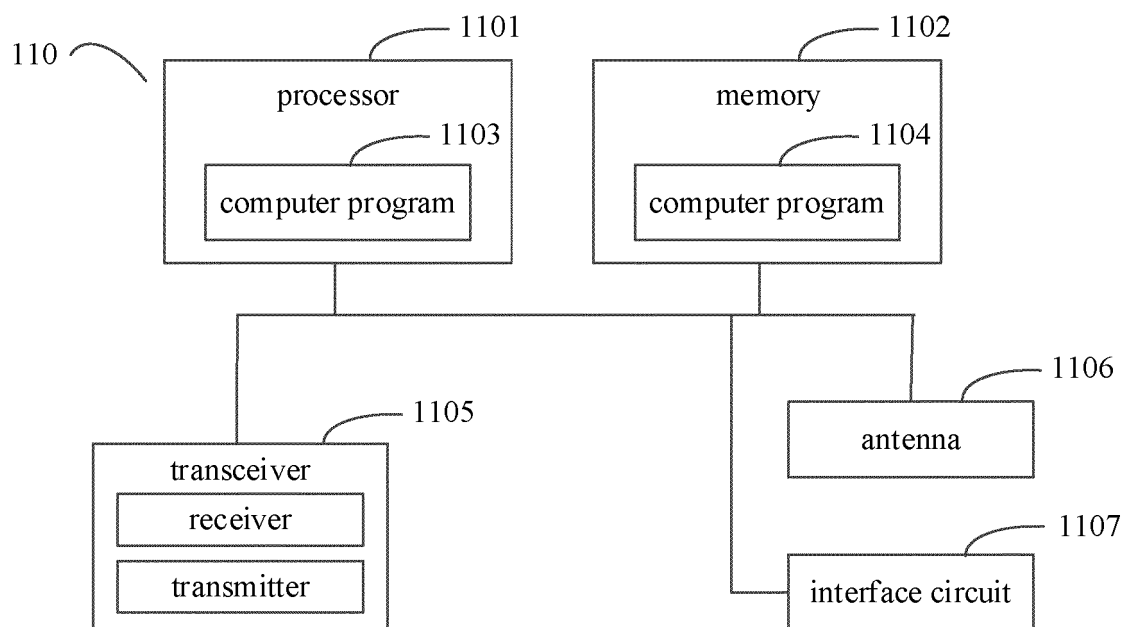 110
1101
1102
processor
memory
1103
1104
computer program
computer program
1106
1105
antenna
transceiver
receiver
1107
transmitter
interface circuit